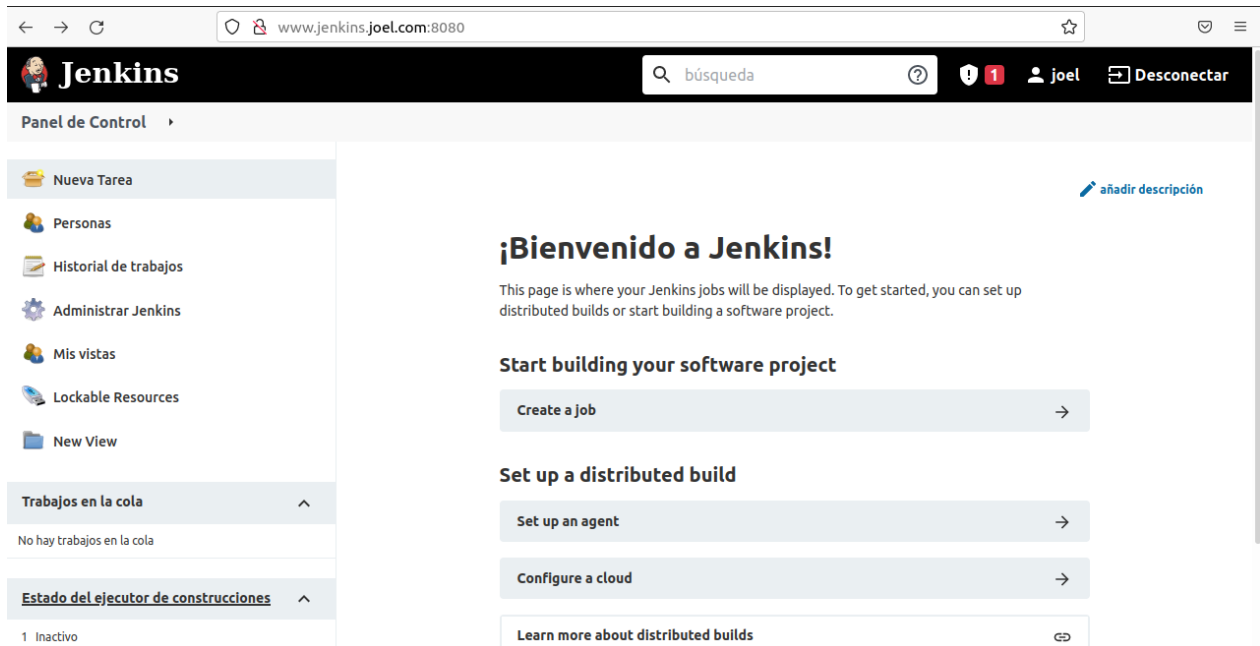 www.jenkins.joel.com:8080
Jenkins
búsqueda
1
joel
Desconectar
Panel de Control
Nueva Tarea
Personas
Historial de trabajos
Administrar Jenkins
Mis vistas
Lockable Resources
New View
Trabajos en la cola
No hay trabajos en la cola
Estado del ejecutor de construcciones
1 Inactivo
añadir descripción
¡Bienvenido a Jenkins!
This page is where your Jenkins jobs will be displayed. To get started, you can set up
distributed builds or start building a software project.
Start building your software project
Create a job
Set up a distributed build
Set up an agent
Configure a cloud
Learn more about distributed builds